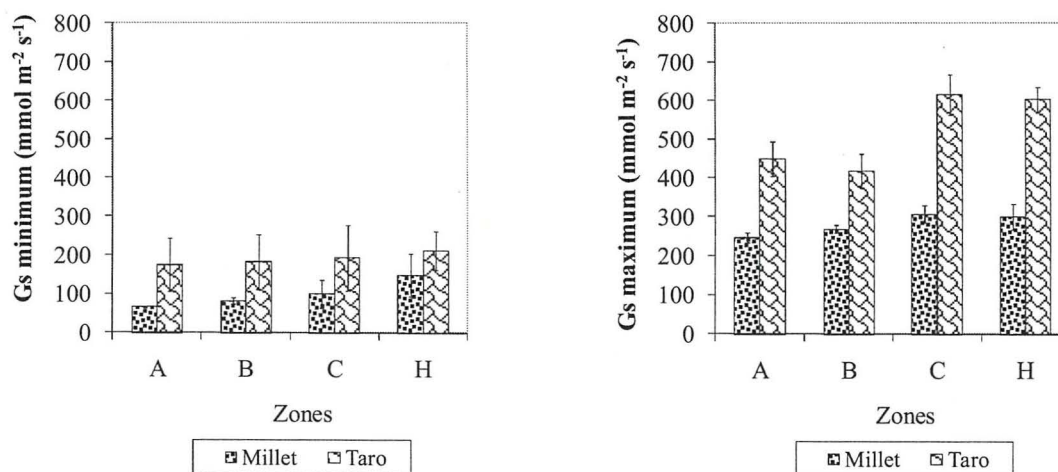 Gs minimum (mmol m⁻² s⁻¹)
800
700
600
500
400
300
200
100
0
A B C H
Zones
Millet Taro
Gs maximum (mmol m⁻² s⁻¹)
800
700
600
500
400
300
200
100
0
A B C H
Zones
Millet Taro